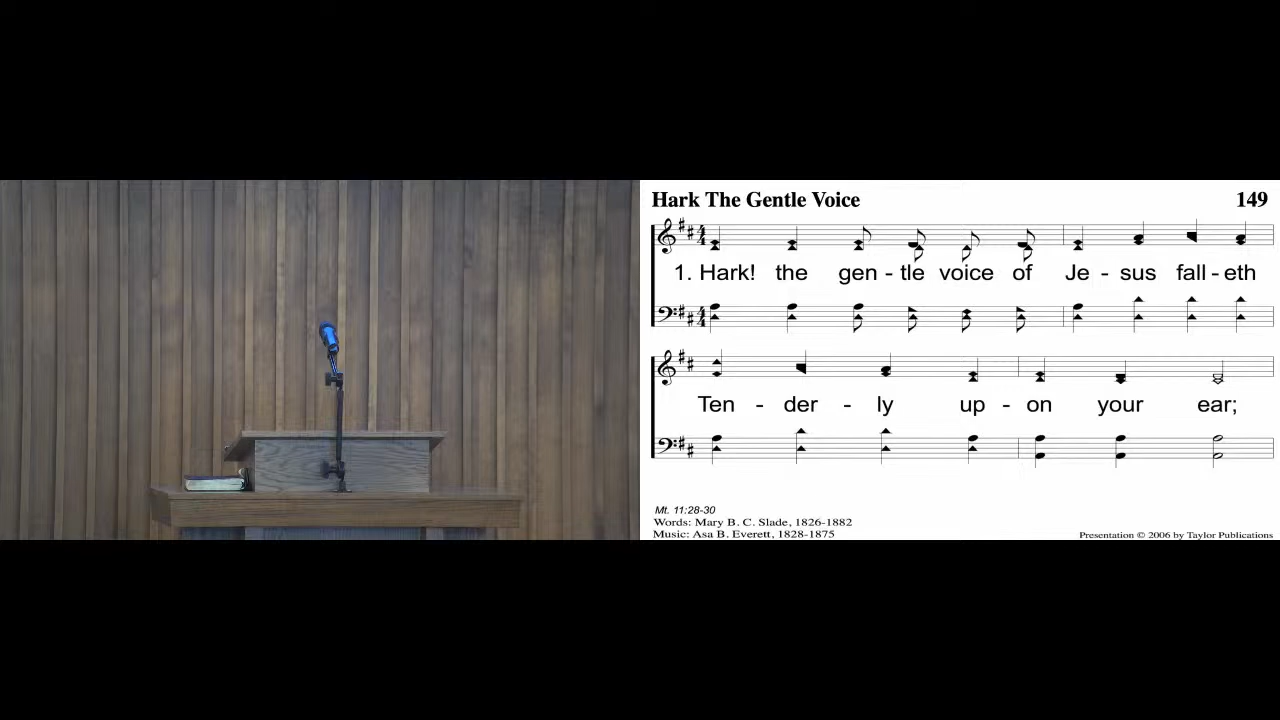 Hark The Gentle Voice 149
1. Hark! the gen - tle voice of Je - sus fall - eth
Ten - der - ly up - on your ear;
Mt. 11:28-30
Words: Mary B. C. Slade, 1826-1882
Music: Asa B. Everett, 1828-1875
Presentation © 2006 by Taylor Publications